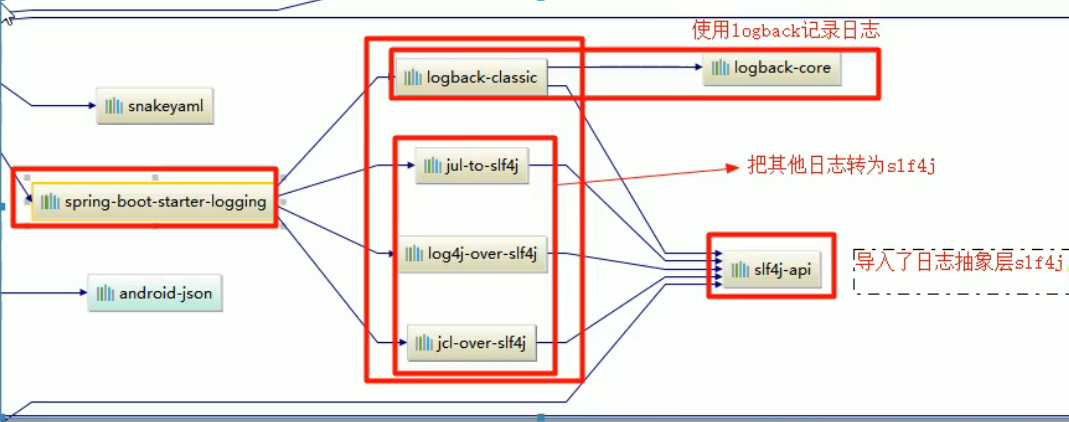 使用logback记录日志
logback-classic
logback-core
snakeyaml
jul-to-slf4j
把其他日志转为slf4j
spring-boot-starter-logging
log4j-over-slf4j
slf4j-api
导入了日志抽象层slf4j
android-json
jcl-over-slf4j